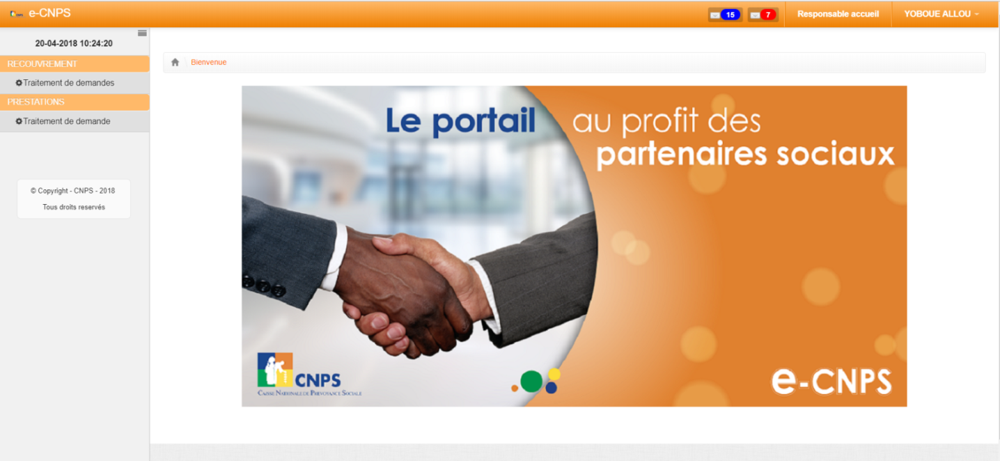 e-CNPS
15
7
Responsable accueil
YOBOUE ALLOU
20-04-2018 10:24:20
RECOUVREMENT
Traitement de demandes
PRESTATIONS
Traitement de demande
© Copyright - CNPS - 2018
Tous droits reservés
Bienvenue
Le portail au profit des
partenaires sociaux
CNPS
CAISSE NATIONALE DE PREVOYANCE SOCIALE
e-CNPS